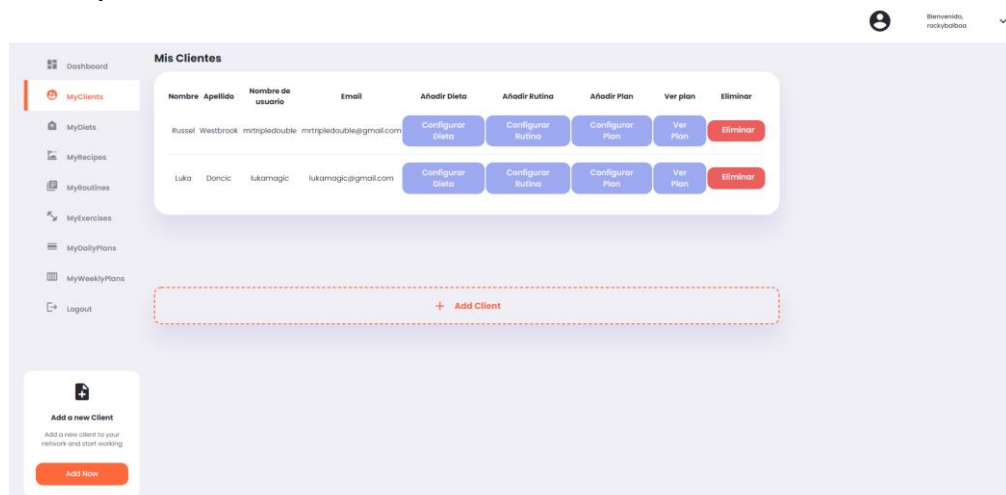 Bienvenido,
rockybalboa
Dashboard
MyClients
MyDiets
MyRecipes
MyRoutines
MyExercises
MyDailyPlans
MyWeeklyPlans
Logout
Add a new Client
Add a new client to your
network and start working
Add Now
Mis Clientes
Nombre Apellido Nombre de usuario Email Añadir Dieta Añadir Rutina Añadir Plan Ver plan Eliminar
Russel Westbrook mrtripledouble mrtripledouble@gmail.com Configurar Dieta Configurar Rutina Configurar Plan Ver Plan Eliminar
Luka Doncic lukamagic lukamagic@gmail.com Configurar Dieta Configurar Rutina Configurar Plan Ver Plan Eliminar
+ Add Client